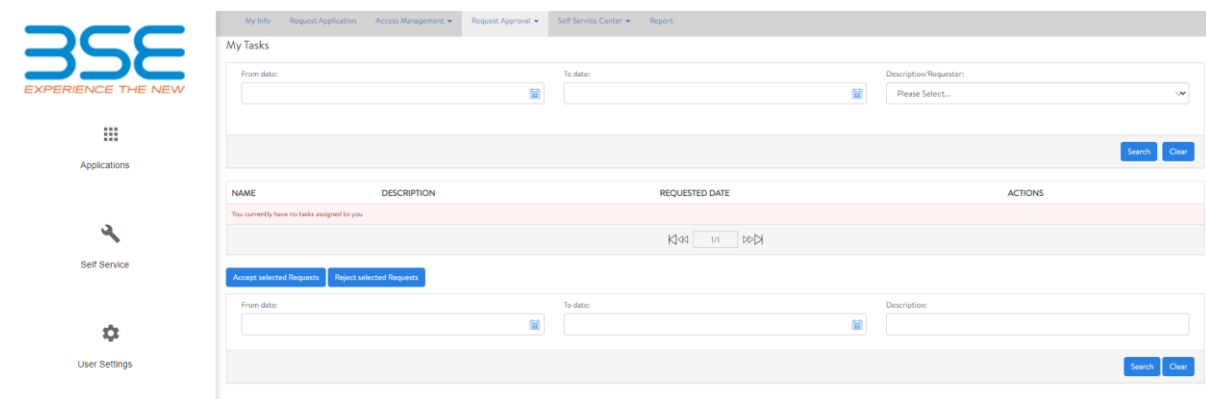 BSE
EXPERIENCE THE NEW
Applications
Self Service
User Settings
My Info Request Application Access Management Request Approval Self Service Center Report
My Tasks
From date: To date: Description/Requester:
Please Select...
Search Clear
NAME DESCRIPTION REQUESTED DATE ACTIONS
You currently have no tasks assigned to you
1/1
Accept selected Requests Reject selected Requests
From date: To date: Description:
Search Clear